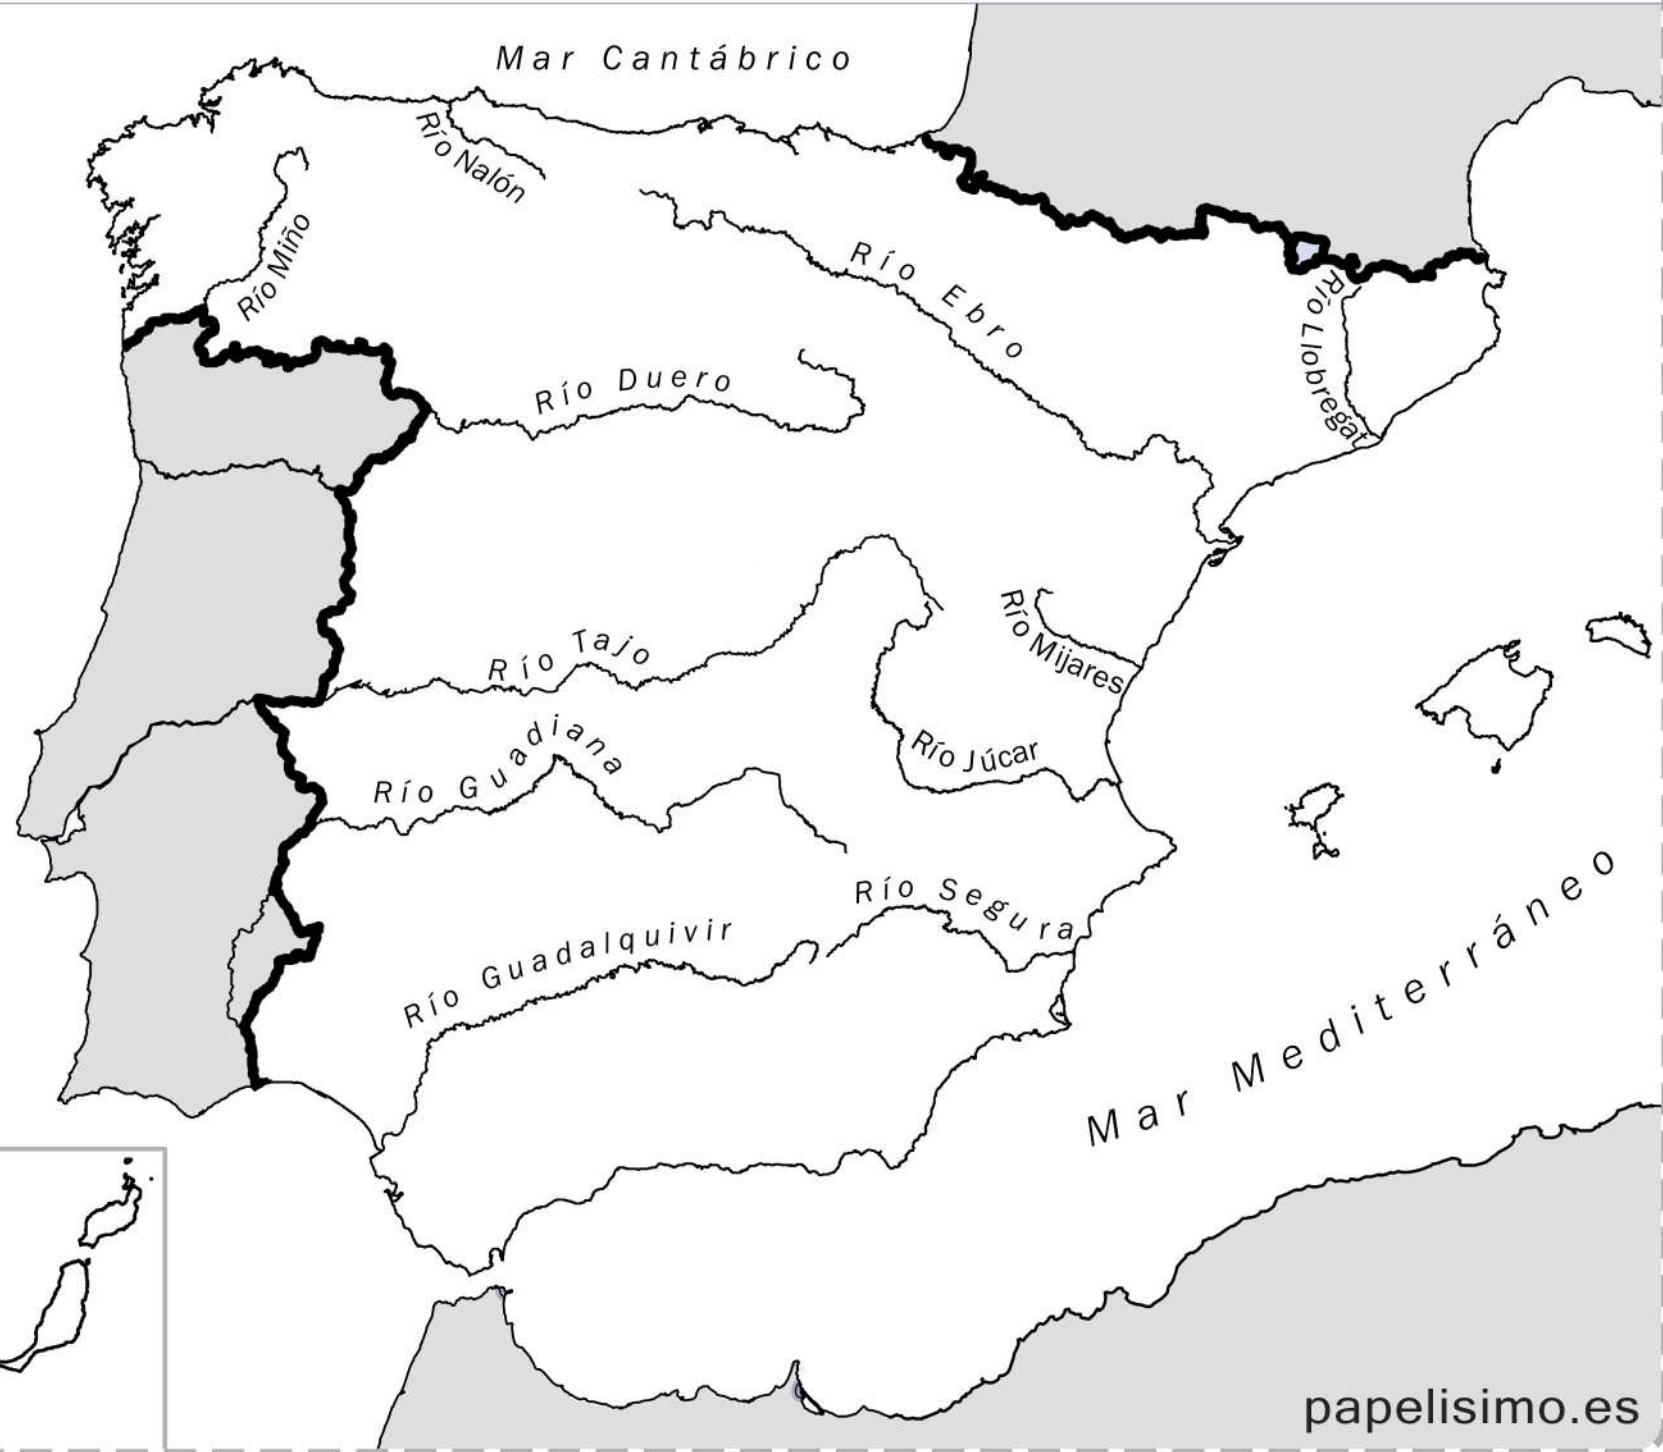 Mar Cantábrico
Río Nalón
Río Miño
Río Ebro
Río Llobregat
Río Duero
Río Tajo
Río Mijares
Río Guadiana
Río Júcar
Río Segura
Río Guadalquivir
Mar Mediterráneo
papelisimo.es